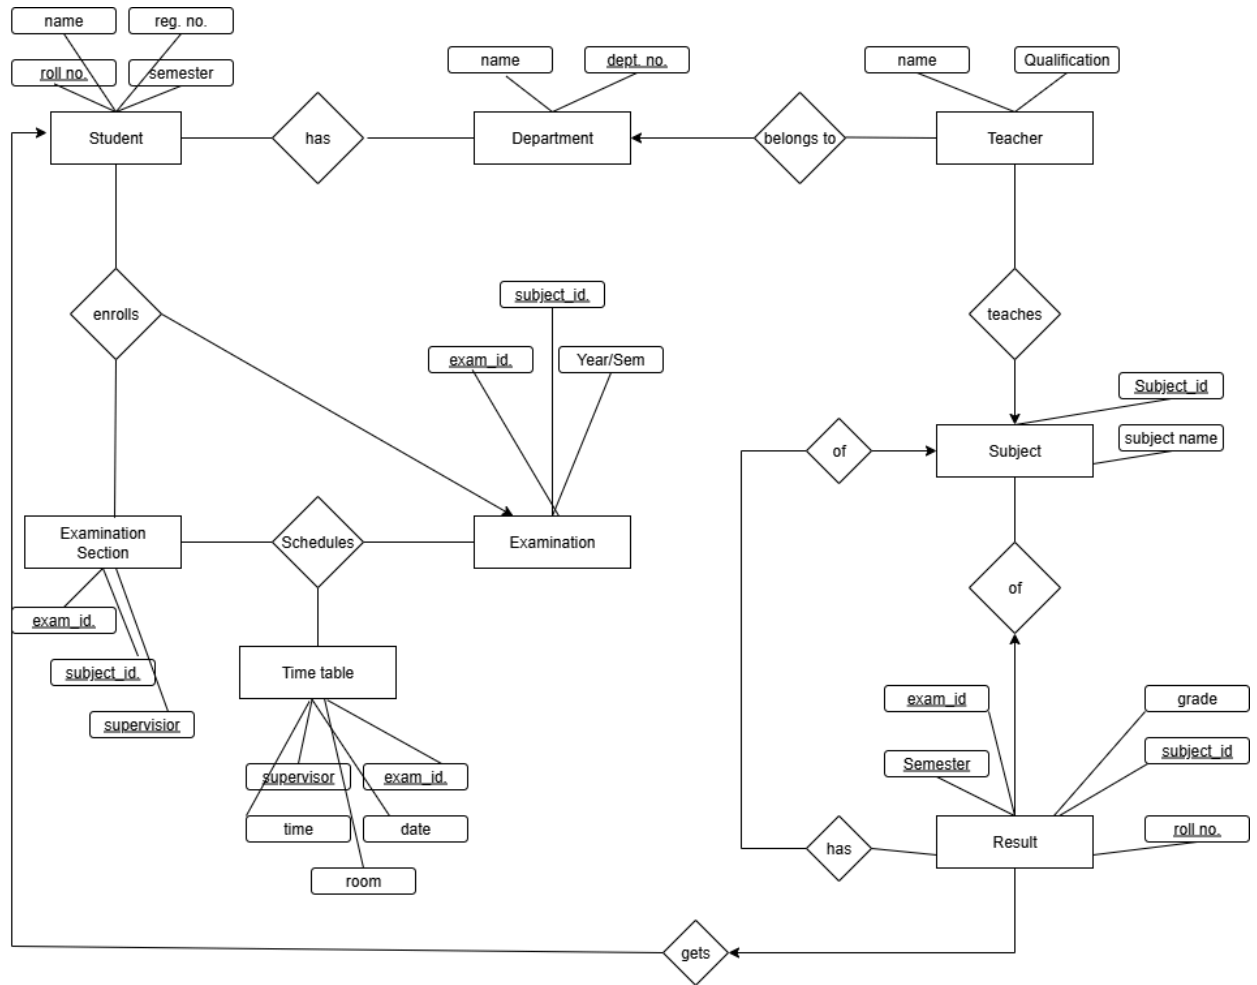 name
reg. no.
roll no.
semester
name
dept. no.
name
Qualification
Student
has
Department
belongs to
Teacher
enrolls
subject_id.
teaches
exam_id.
Year/Sem
Subject_id
subject name
of
Subject
Examination
Section
Schedules
Examination
of
exam_id.
subject_id.
supervisior
Time table
exam_id
grade
Semester
subject_id
supervisor
exam_id.
time
date
roll no.
has
Result
room
gets